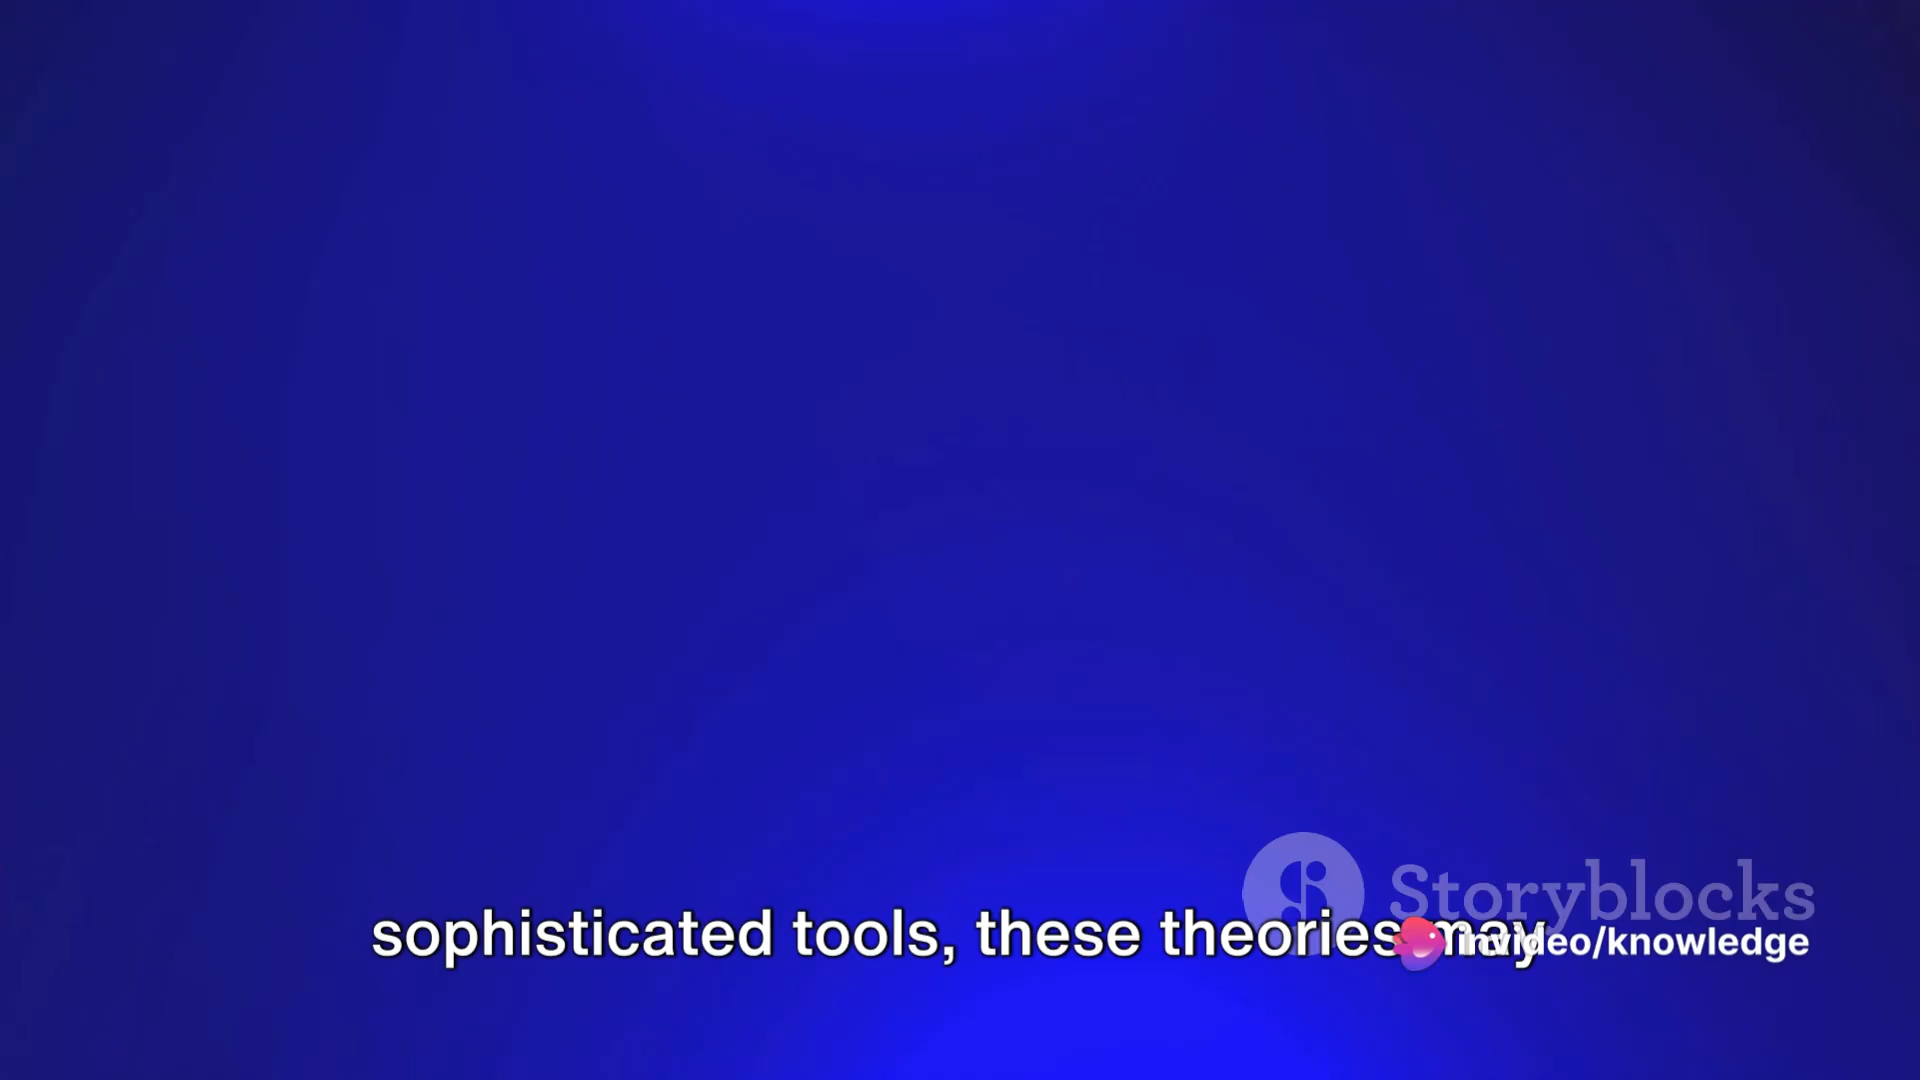 Storyblocks
sophisticated tools, these theories may
invideo/knowledge